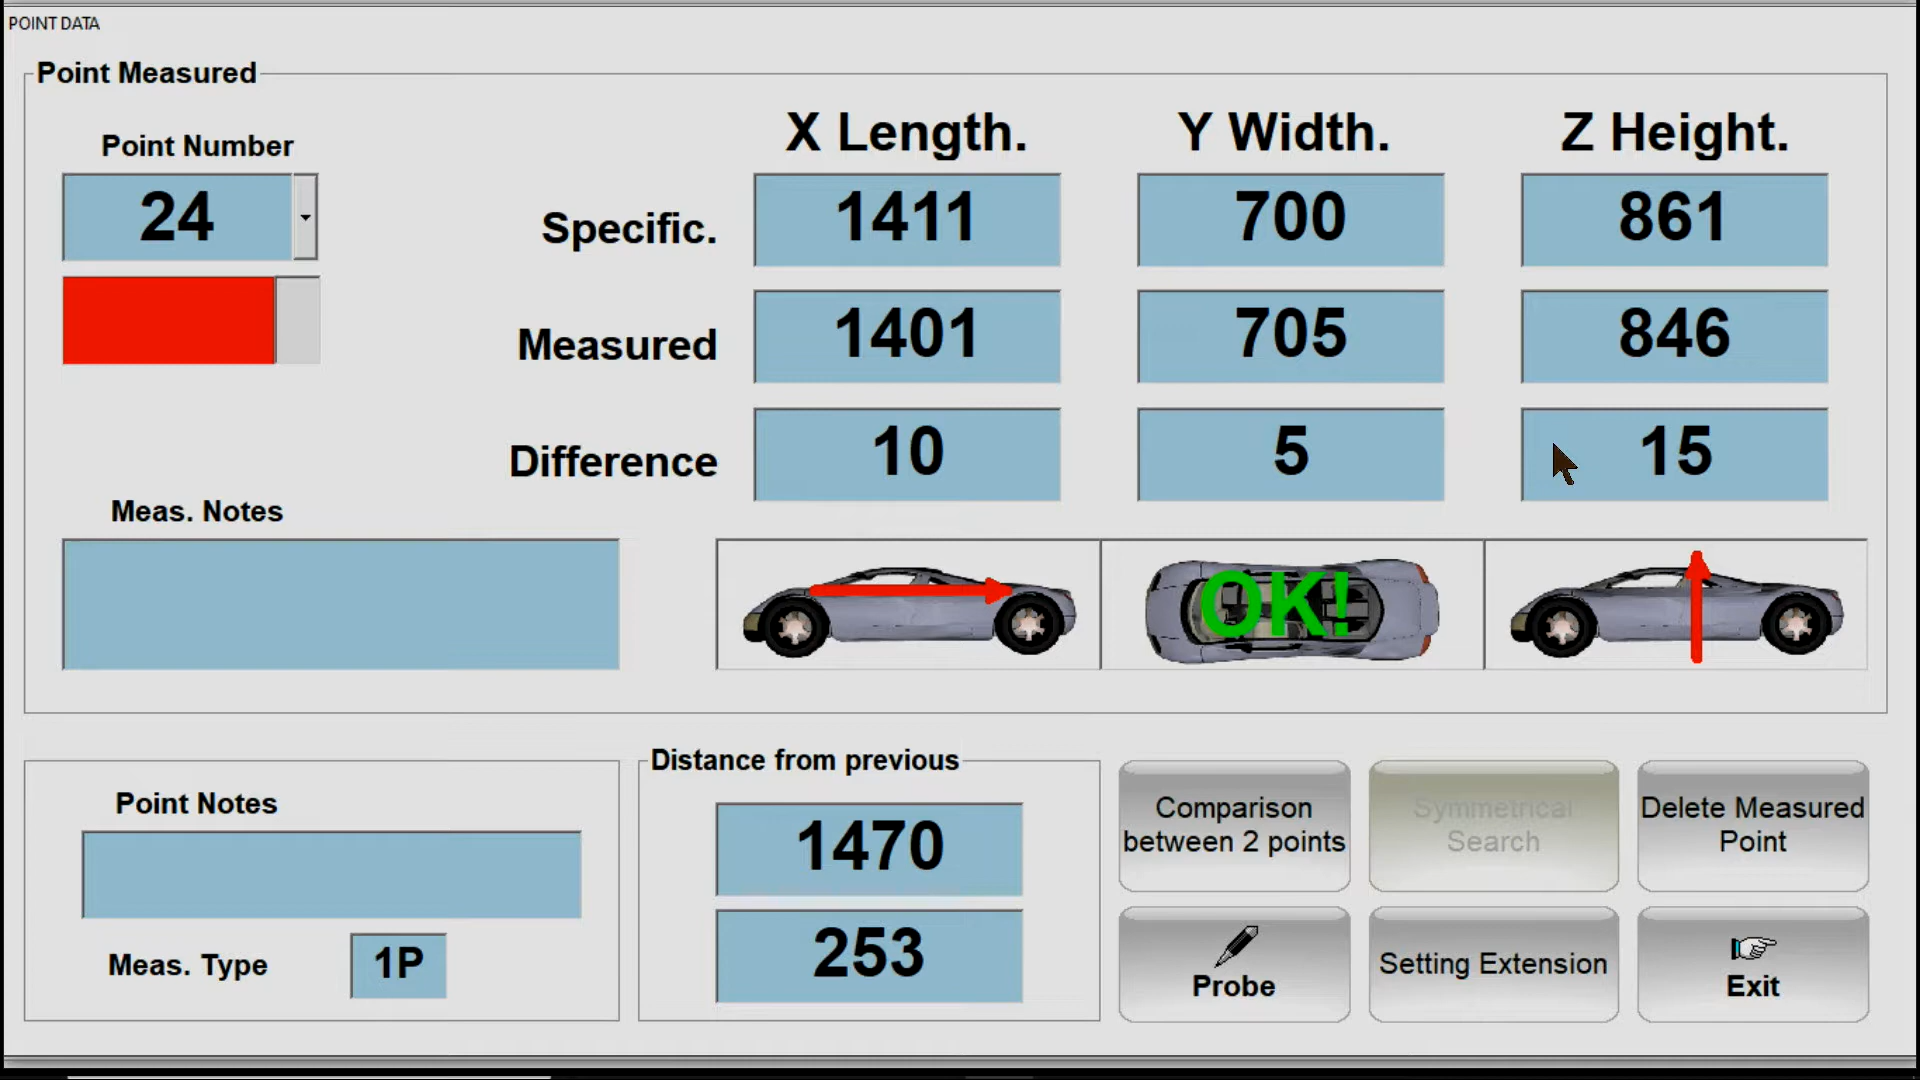 POINT DATA
Point Measured
Point Number
X Length.
Y Width.
Z Height.
24
Specific.
1411
700
861
Measured
1401
705
846
Difference
10
5
15
Meas. Notes
OK!
Point Notes
Meas. Type
1P
Distance from previous
1470
253
Comparison
between 2 points
Symmetrical
Search
Delete Measured
Point
Probe
Setting Extension
Exit